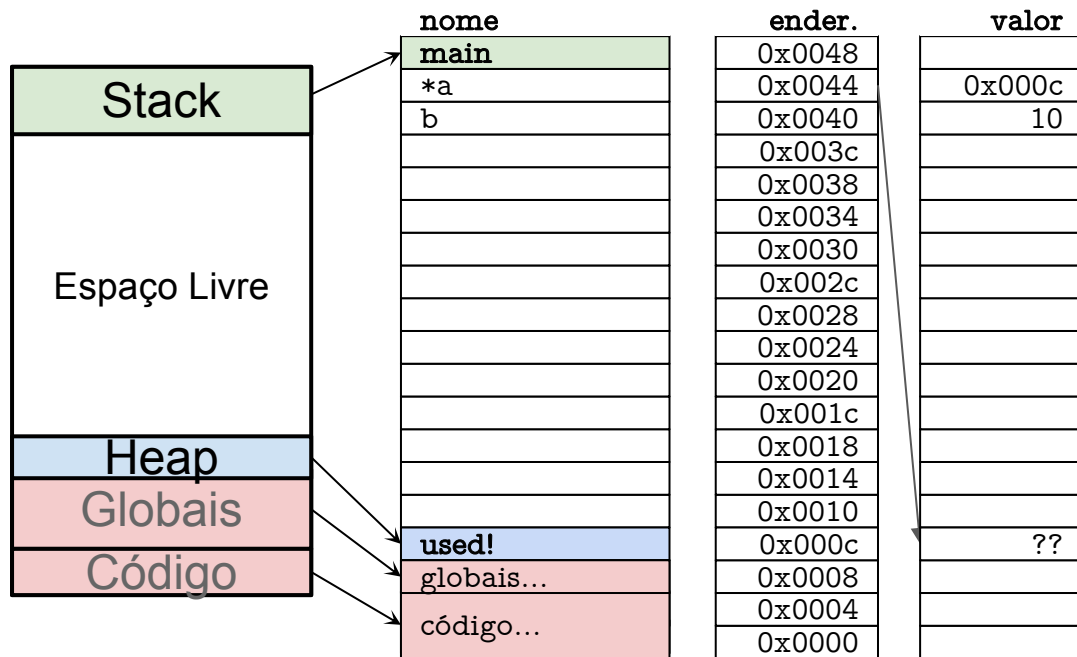 nome ender. valor
main 0x0048
Stack
*a 0x0044 0x000c
b 0x0040 10
0x003c
0x0038
0x0034
0x0030
Espaço Livre
0x002c
0x0028
0x0024
0x0020
0x001c
Heap
0x0018
0x0014
Globais
0x0010
used! 0x000c ??
Código
globais... 0x0008
código... 0x0004
0x0000